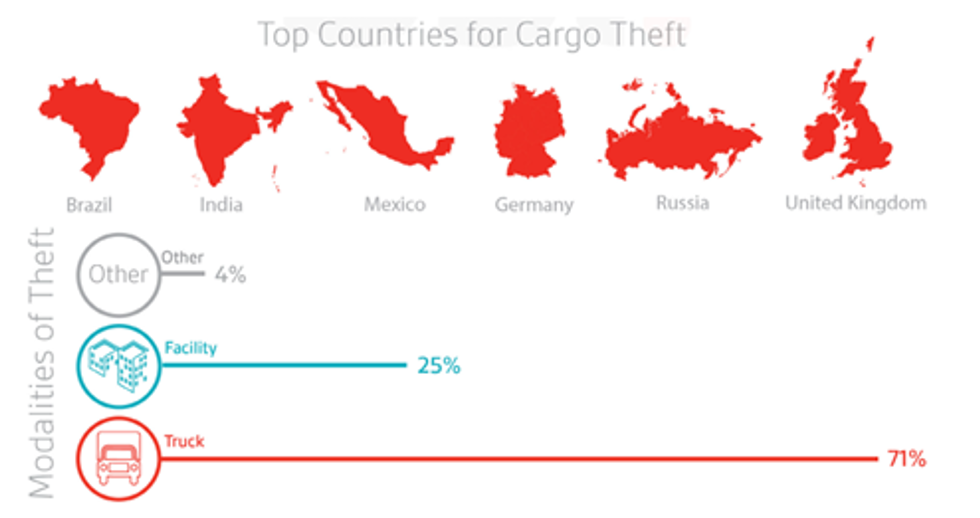 Top Countries for Cargo Theft
Brazil
India
Mexico
Germany
Russia
United Kingdom
Modalities of Theft
Other
Other
4%
Facility
25%
Truck
71%